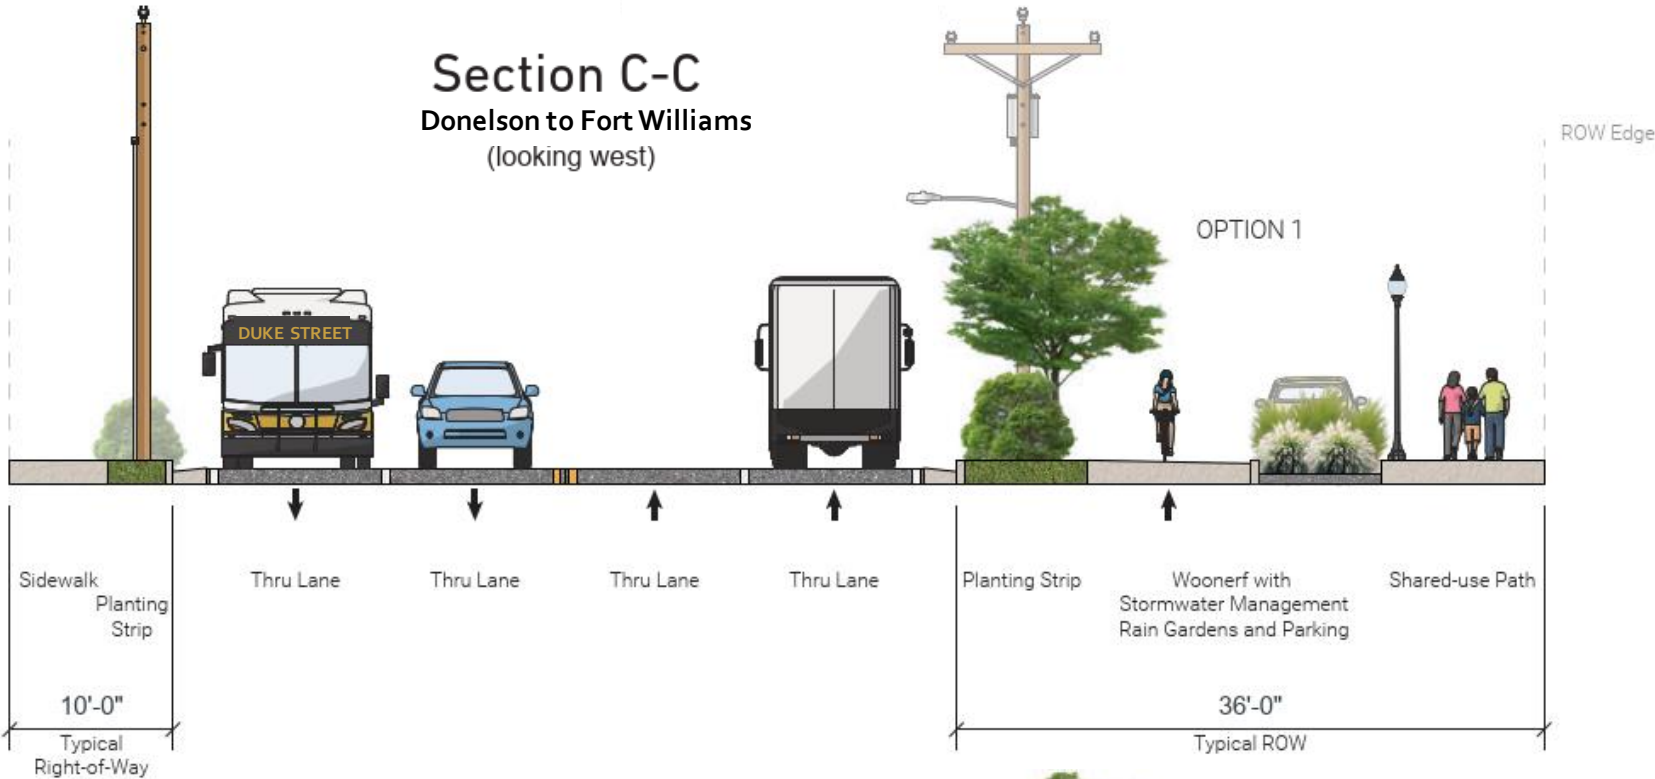 Section C-C
Donelson to Fort Williams
(looking west)
ROW Edge
OPTION 1
DUKE STREET
Sidewalk
Planting
Strip
Thru Lane
Thru Lane
Thru Lane
Thru Lane
Planting Strip
Woonerf with
Stormwater Management
Rain Gardens and Parking
Shared-use Path
10'-0"
Typical
Right-of-Way
36'-0"
Typical ROW